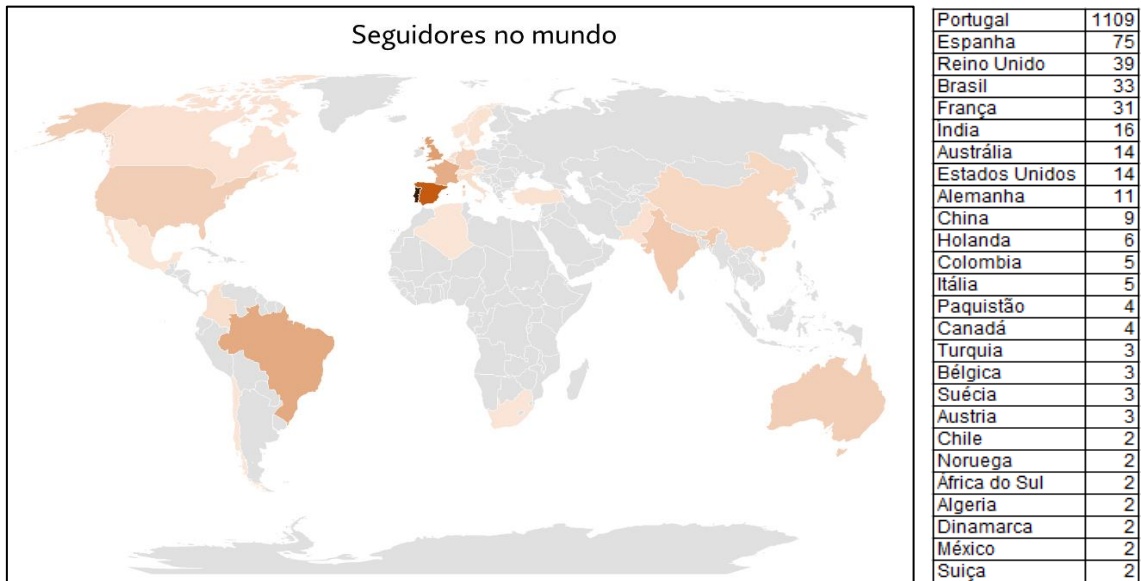 Seguidores no mundo
Portugal 1109
Espanha 75
Reino Unido 39
Brasil 33
França 31
Índia 16
Austrália 14
Estados Unidos 14
Alemanha 11
China 9
Holanda 6
Colombia 5
Itália 5
Paquistão 4
Canadá 4
Turquia 3
Bélgica 3
Suécia 3
Austria 3
Chile 2
Noruega 2
África do Sul 2
Algeria 2
Dinamarca 2
México 2
Suiça 2